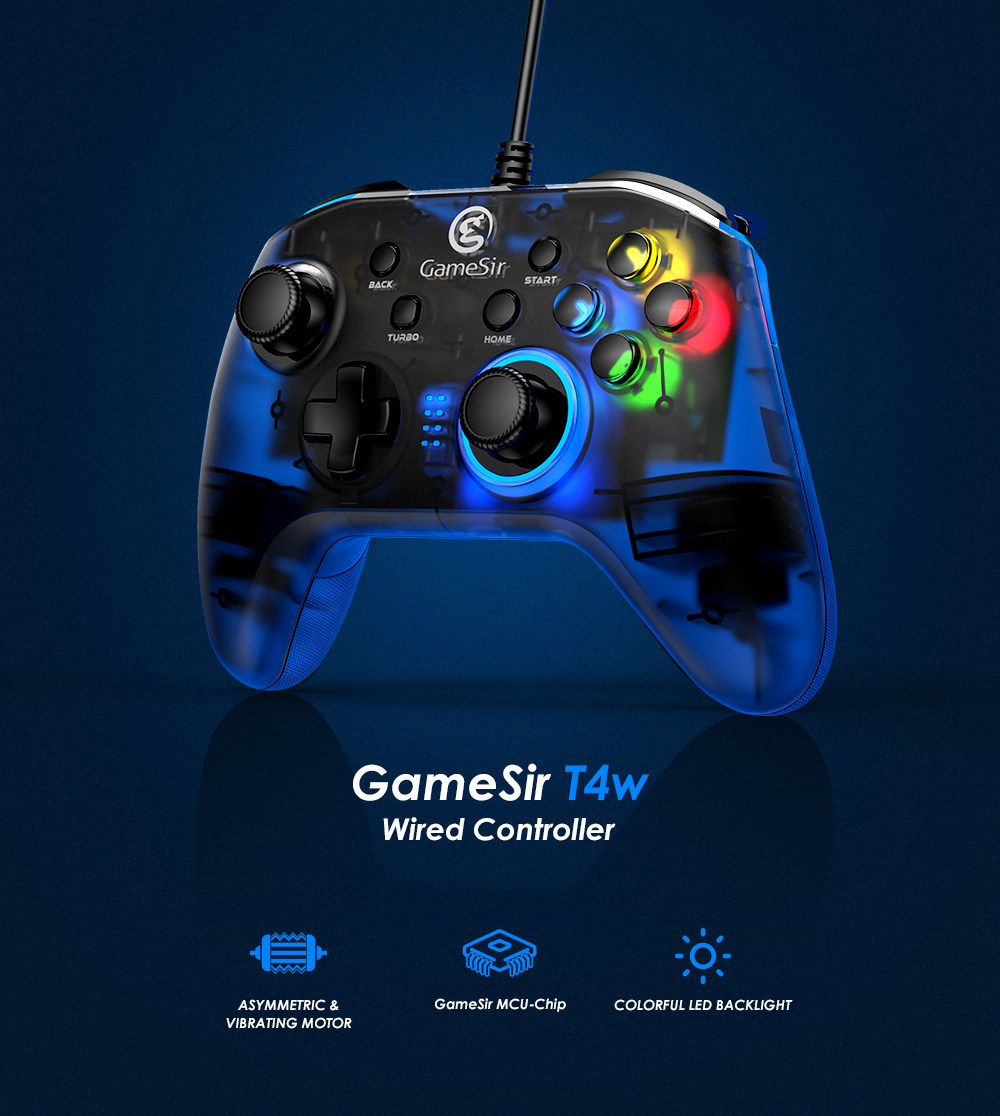 GameSir
BACK
START
TURBO
HOME
GameSir T4w
Wired Controller
ASYMMETRIC &
VIBRATING MOTOR
GameSir MCU-Chip
COLORFUL LED BACKLIGHT